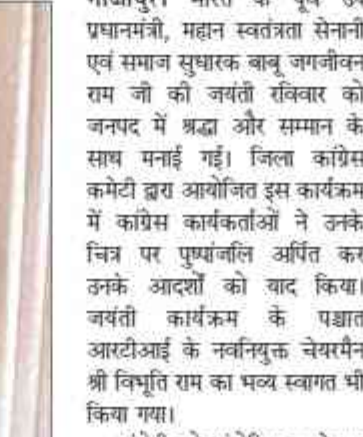 गाजीपुर। भारत के पूर्व उप
प्रधानमंत्री, महान स्वतंत्रता सेनानी
एवं समाज सुधारक बाबू जगजीवन
राम जी की जयंती रविवार को
जनपद में श्रद्धा और सम्मान के
साथ मनाई गई। जिला कांग्रेस
कमेटी द्वारा आयोजित इस कार्यक्रम
में कांग्रेस कार्यकर्ताओं ने उनके
चित्र पर पुष्पांजलि अर्पित कर
उनके आदर्शों को याद किया।
जयंती कार्यक्रम के पश्चात
आरटीआई के नवनियुक्त चेयरमैन
श्री विभूति राम का भव्य स्वागत भी
किया गया।